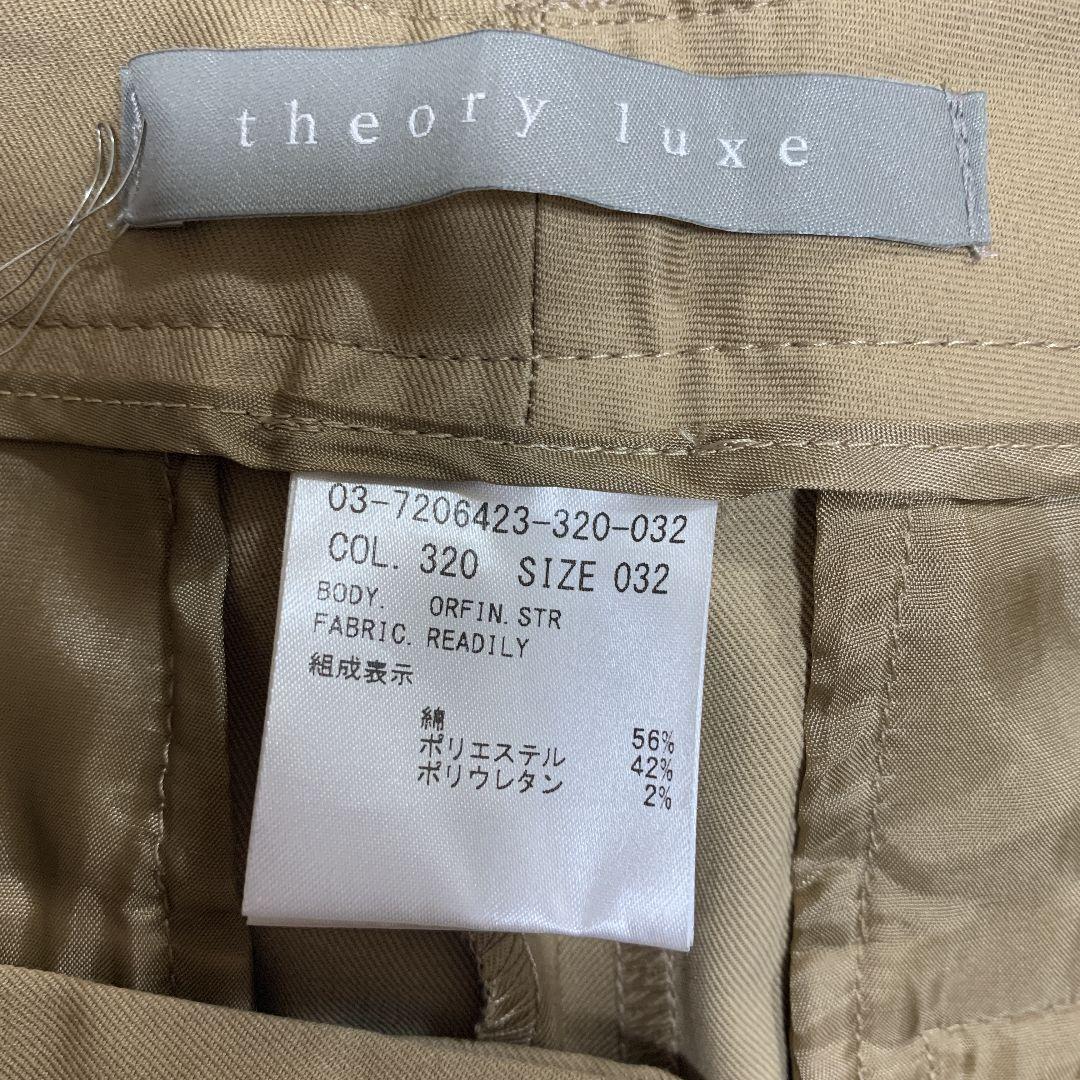 theory luxe
03-7206423-320-032
COL. 320 SIZE 032
BODY. ORFIN.STR
FABRIC. READILY
組成表示
綿 56%
ポリエステル 42%
ポリウレタン 2%